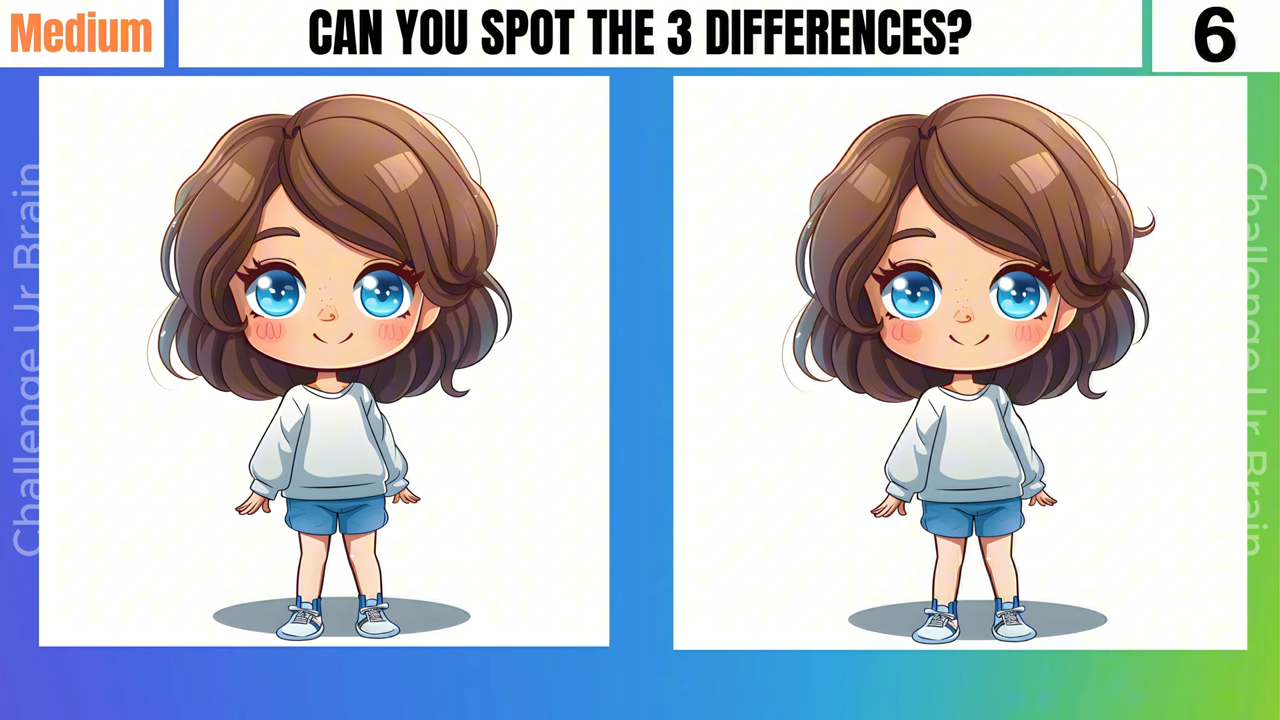 Medium
CAN YOU SPOT THE 3 DIFFERENCES?
6
Challenge Ur Brain
Challenge Ur Brain